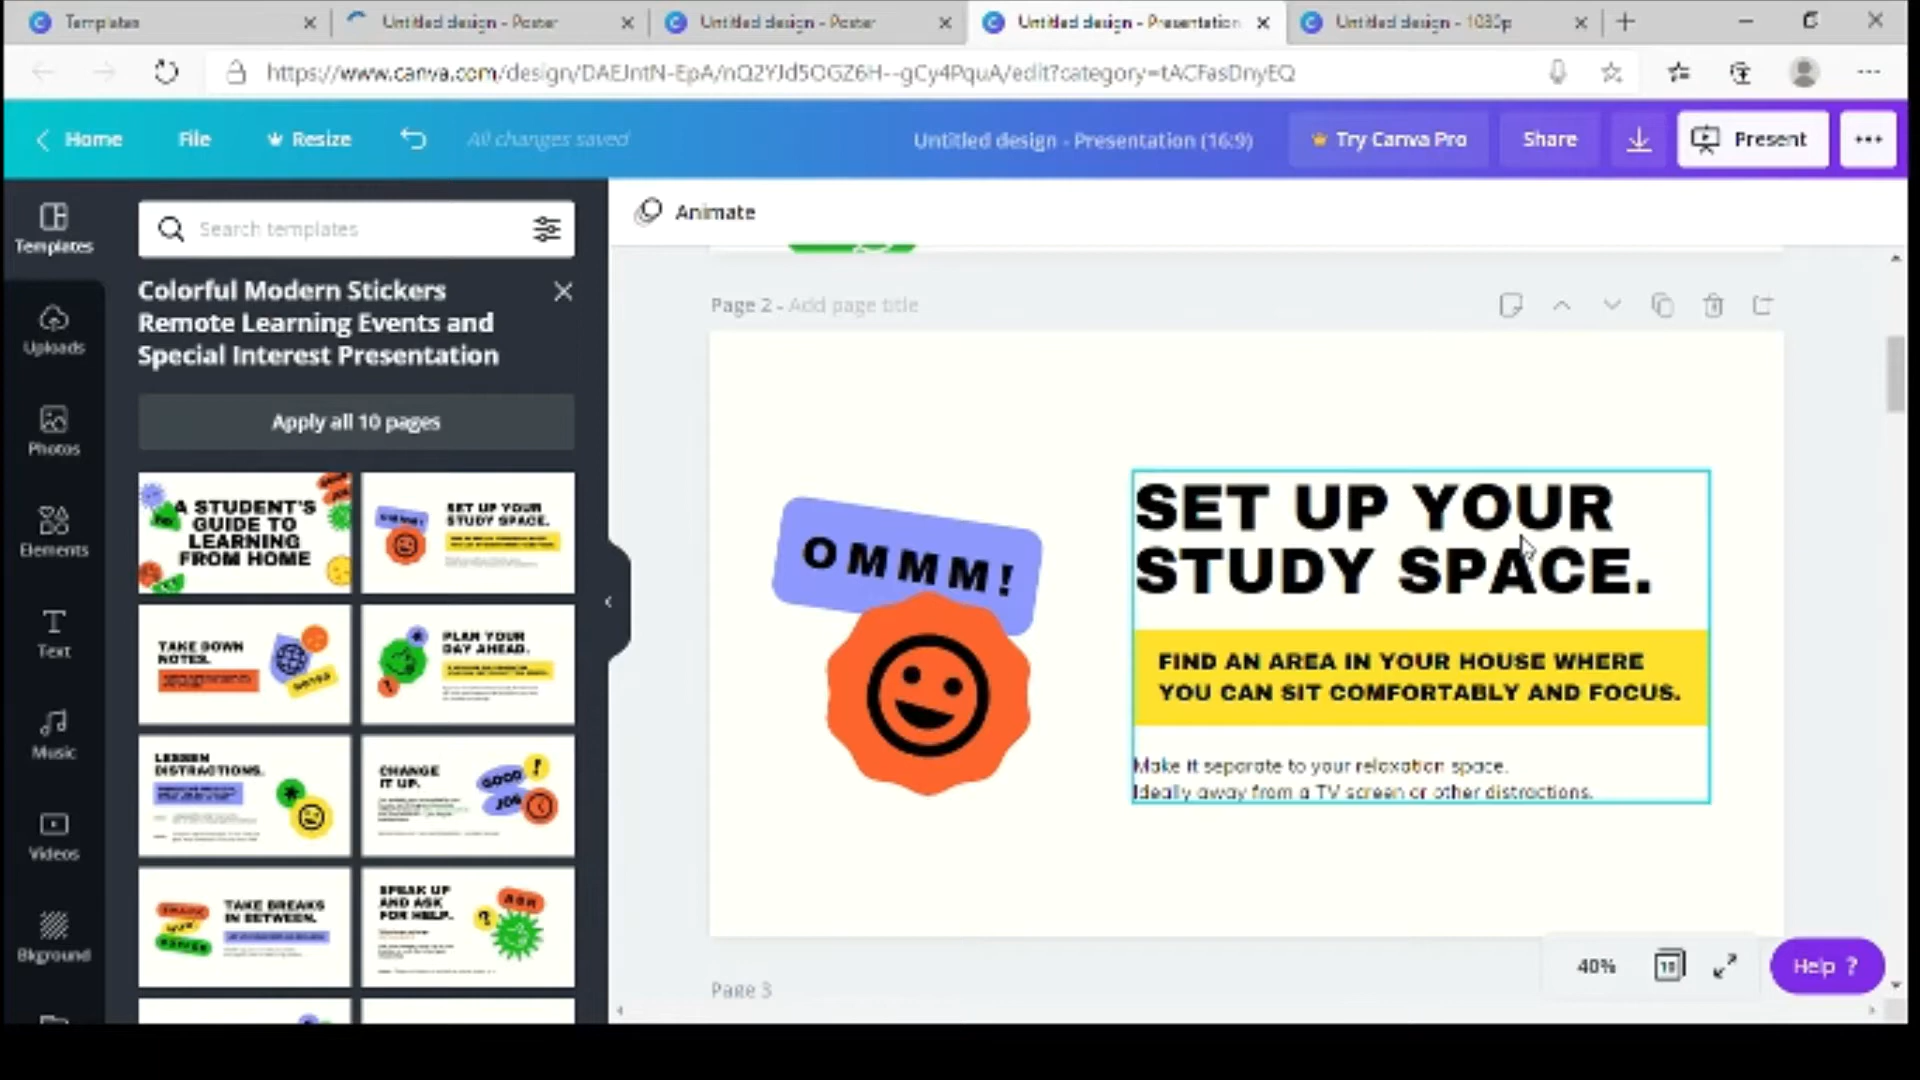 Templates
Untitled design - Poster
Untitled design - Poster
Untitled design - Presentation
Untitled design - 1080p
https://www.canva.com/design/DAEJntN-EpA/nQ2YJd5OGZ6H--gCy4PquA/edit?category=tACFasDnyEQ
Home
File
Resize
All changes saved
Untitled design - Presentation (16:9)
Try Canva Pro
Share
Present
Templates
Uploads
Photos
Elements
Text
Music
Videos
Bkground
Search templates
Colorful Modern Stickers
Remote Learning Events and
Special Interest Presentation
Apply all 10 pages
A STUDENT'S
GUIDE TO
LEARNING
FROM HOME
SET UP YOUR
STUDY SPACE.
TAKE DOWN
NOTES.
PLAN YOUR
DAY AHEAD.
LESSEN
DISTRACTIONS.
CHANGE
IT UP.
GOOD
JOB
TAKE BREAKS
IN BETWEEN.
SPEAK UP
AND ASK
FOR HELP.
ASK
Animate
Page 2 - Add page title
OMMM!
SET UP YOUR
STUDY SPACE.
FIND AN AREA IN YOUR HOUSE WHERE
YOU CAN SIT COMFORTABLY AND FOCUS.
Make it separate to your relaxation space.
Ideally away from a TV screen or other distractions.
Page 3
40%
10
Help ?